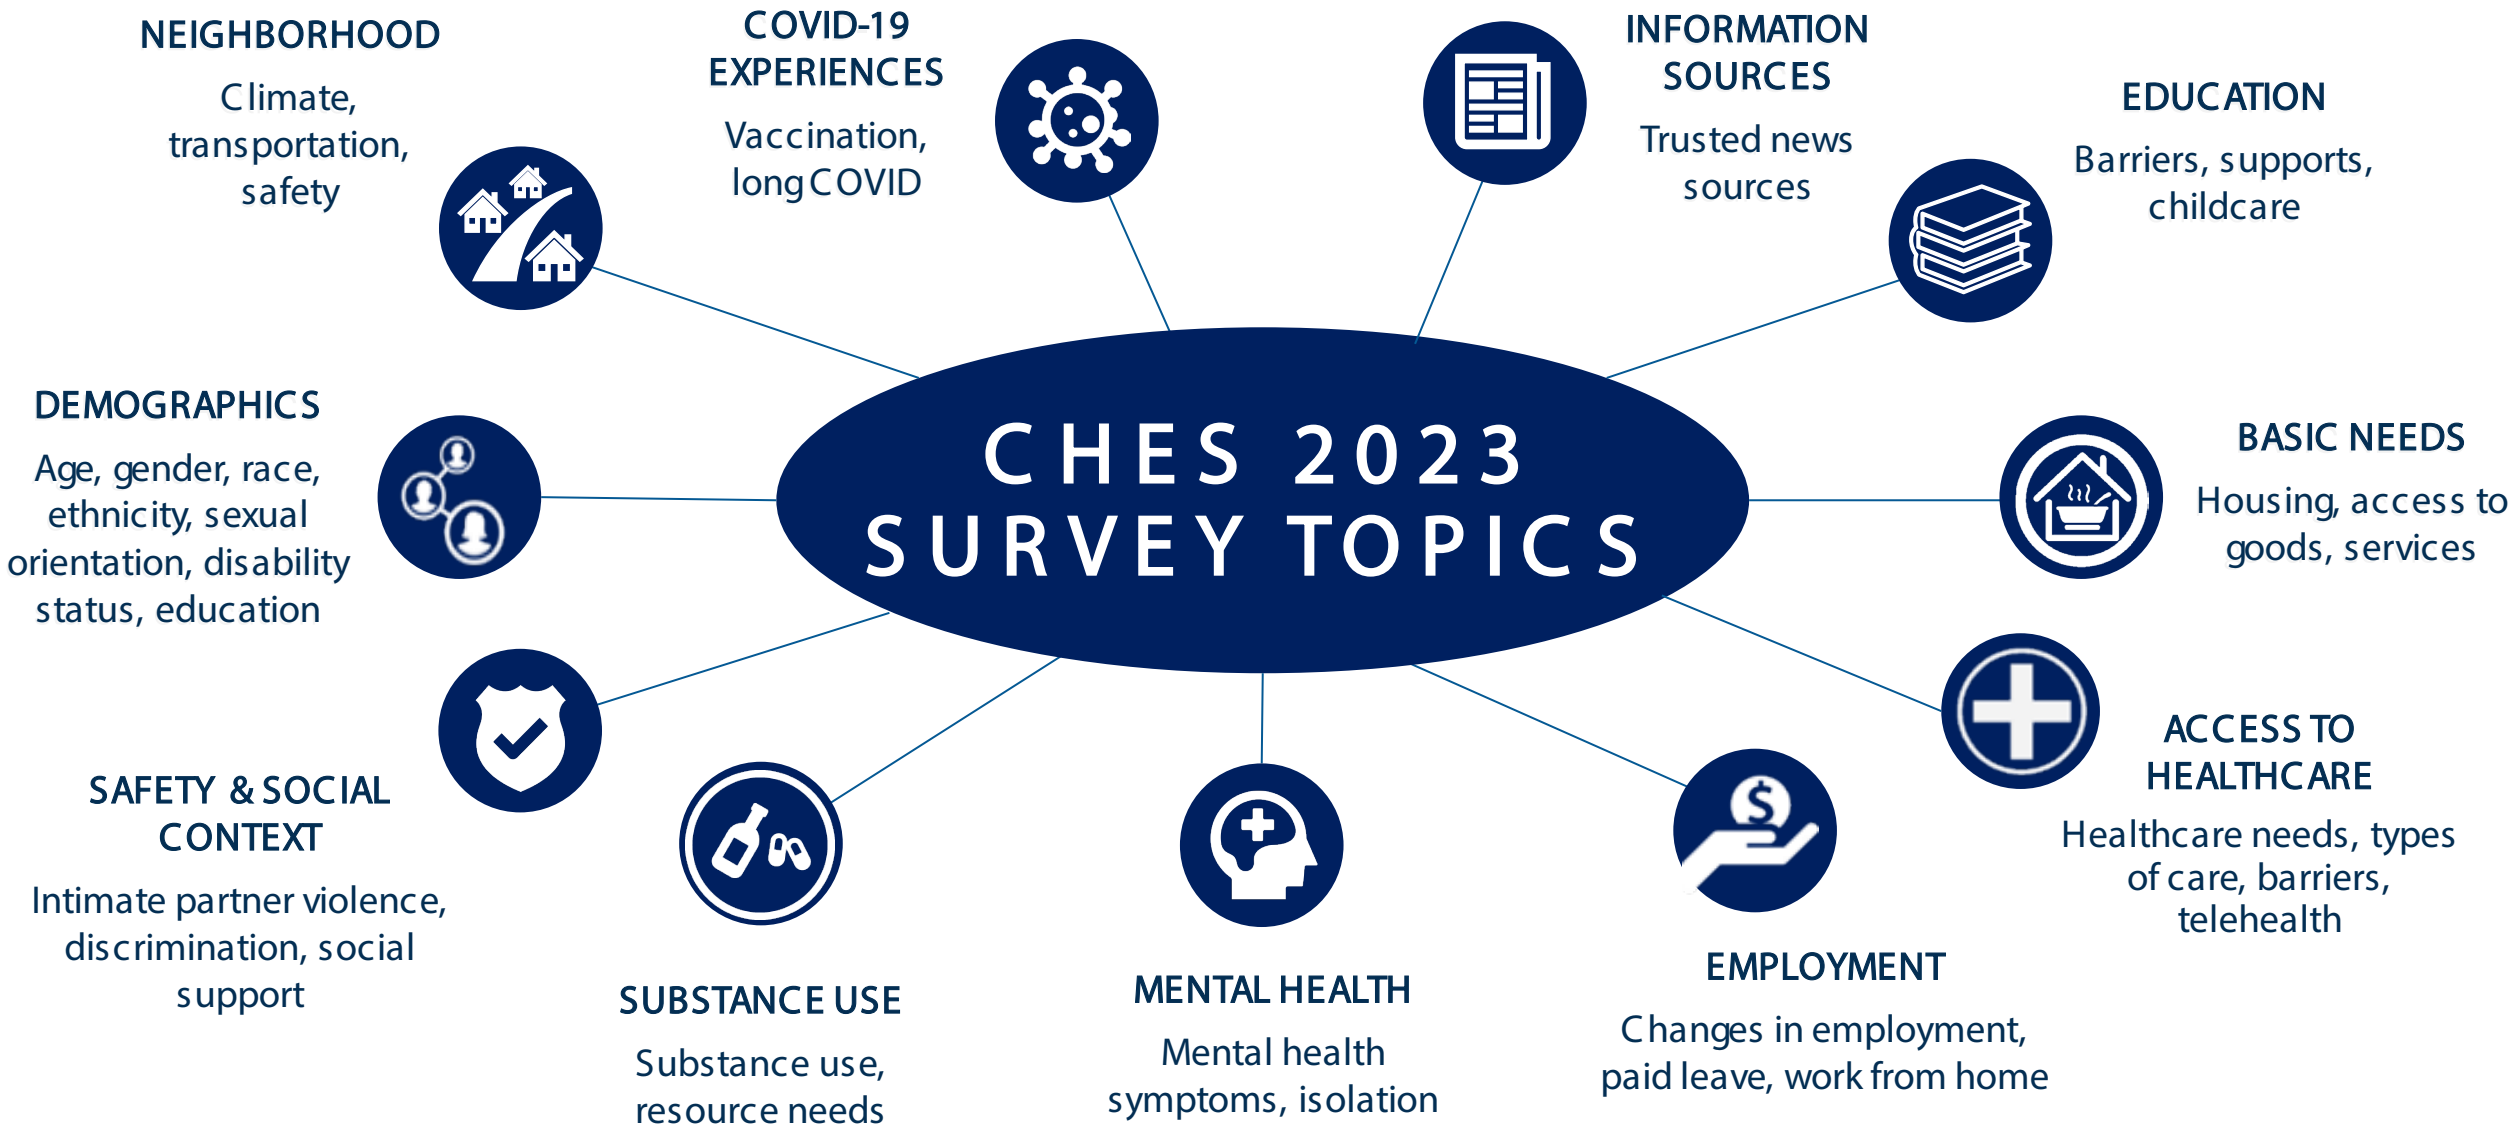 NEIGHBORHOOD
Climate,
transportation,
safety
COVID-19
EXPERIENCES
Vaccination,
long COVID
INFORMATION
SOURCES
Trusted news
sources
EDUCATION
Barriers, supports,
childcare
DEMOGRAPHICS
Age, gender, race,
ethnicity, sexual
orientation, disability
status, education
CHES 2023
SURVEY TOPICS
BASIC NEEDS
Housing, access to
goods, services
SAFETY & SOCIAL
CONTEXT
Intimate partner violence,
discrimination, social
support
SUBSTANCE USE
Substance use,
resource needs
MENTAL HEALTH
Mental health
symptoms, isolation
$
EMPLOYMENT
Changes in employment,
paid leave, work from home
ACCESS TO
HEALTHCARE
Healthcare needs, types
of care, barriers,
telehealth